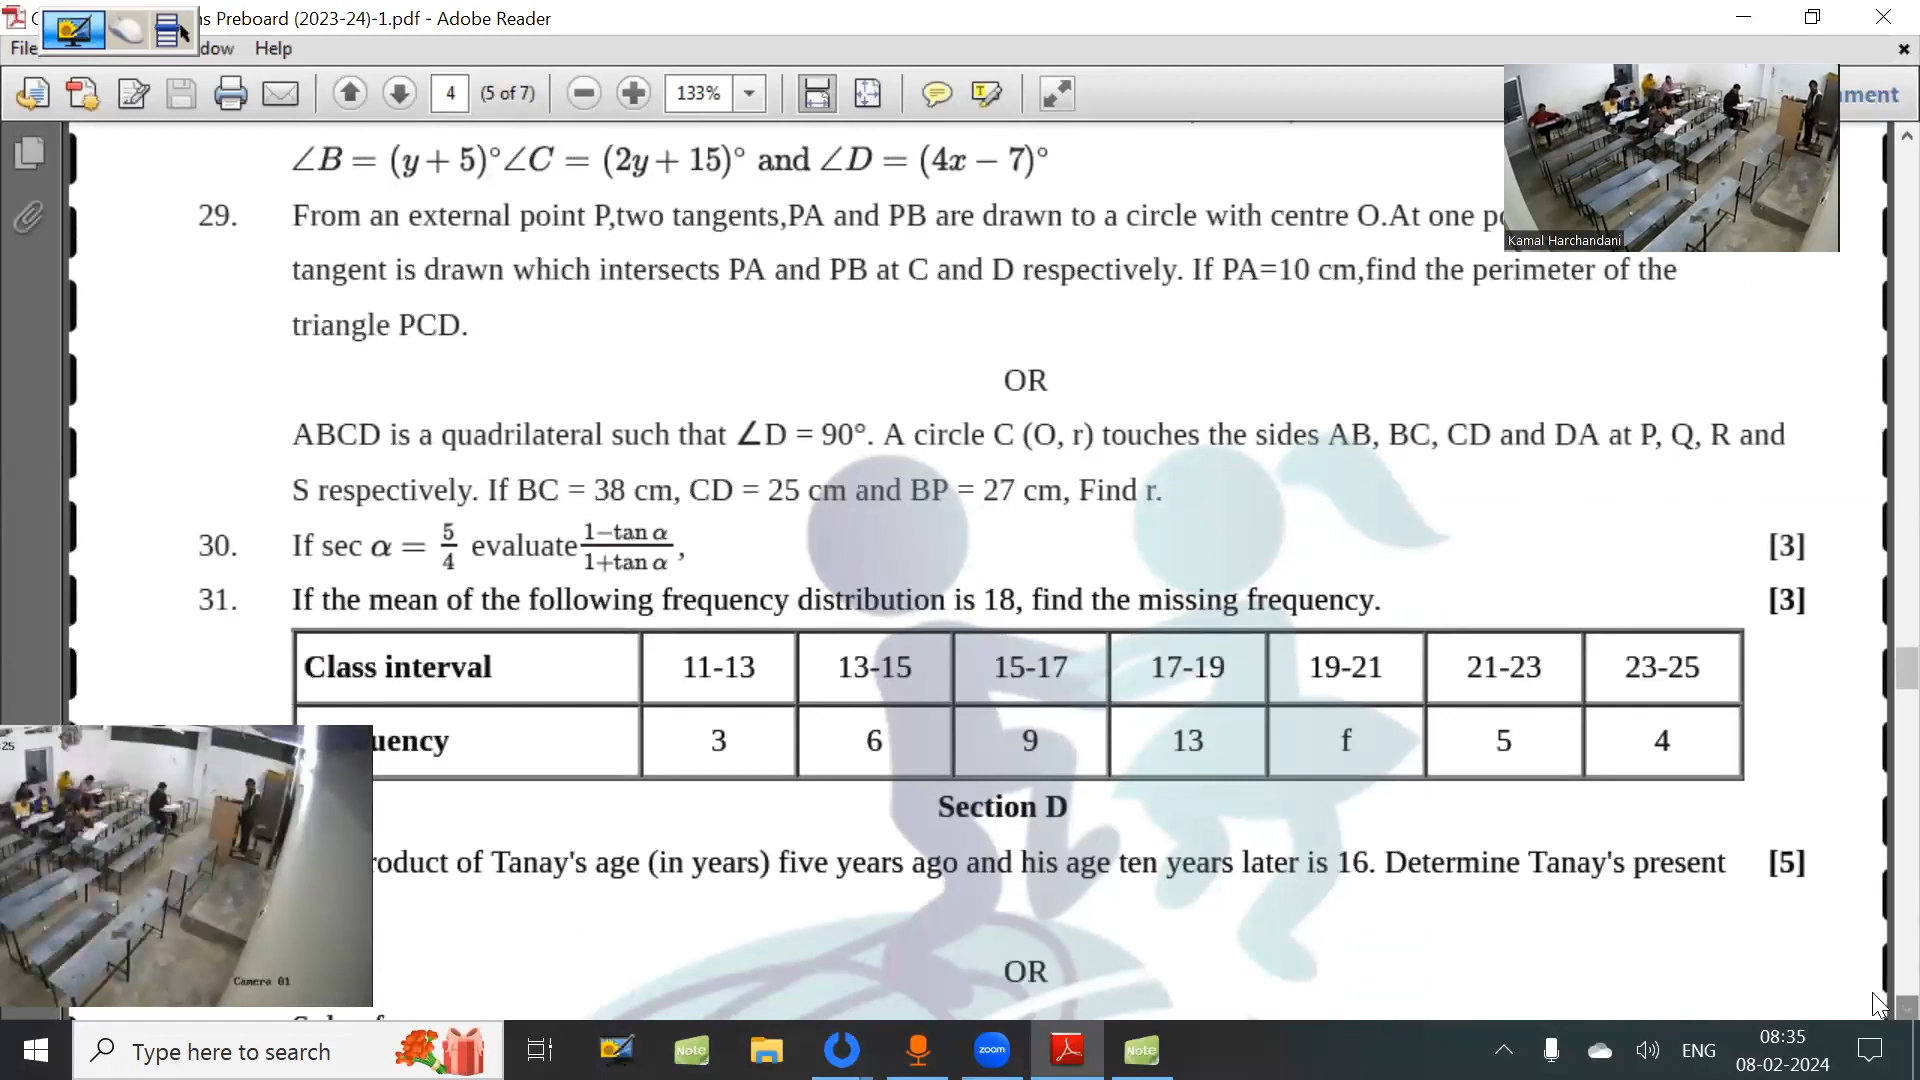 ns Preboard (2023-24)-1.pdf - Adobe Reader
File
dow Help
4 (5 of 7) 133%
ment
∠B = (y + 5)° ∠C = (2y + 15)° and ∠D = (4x − 7)°
29. From an external point P,two tangents,PA and PB are drawn to a circle with centre O.At one
tangent is drawn which intersects PA and PB at C and D respectively. If PA=10 cm,find the perimeter of the
triangle PCD.
OR
ABCD is a quadrilateral such that ∠D = 90°. A circle C (O, r) touches the sides AB, BC, CD and DA at P, Q, R and
S respectively. If BC = 38 cm, CD = 25 cm and BP = 27 cm, Find r.
30. If sec α = 5/4 evaluate (1−tan α)/(1+tan α), [3]
31. If the mean of the following frequency distribution is 18, find the missing frequency. [3]
Class interval 11-13 13-15 15-17 17-19 19-21 21-23 23-25
uency 3 6 9 13 f 5 4
Section D
roduct of Tanay's age (in years) five years ago and his age ten years later is 16. Determine Tanay's present [5]
OR
Kamal Harchandani
25
Camera 01
Type here to search
Note
zoom
Note
ENG
08:35
08-02-2024